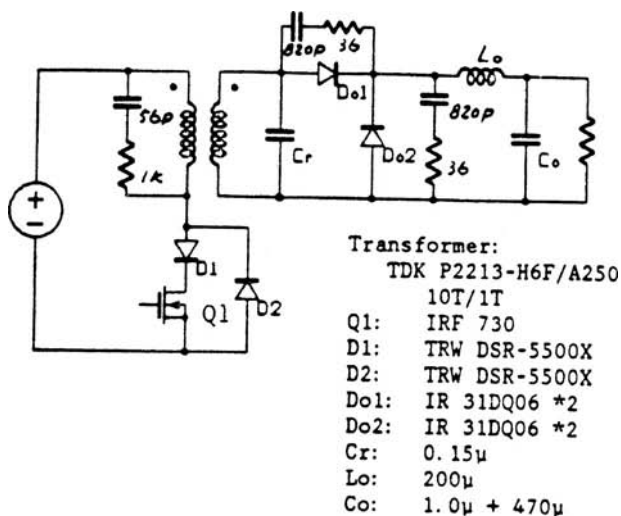 820p
36
Do1
Lo
56p
1k
Cr
Do2
820p
36
Co
D1
Q1
D2
Transformer:
TDK P2213-H6F/A250
10T/1T
Q1: IRF 730
D1: TRW DSR-5500X
D2: TRW DSR-5500X
Do1: IR 31DQ06 *2
Do2: IR 31DQ06 *2
Cr: 0.15μ
Lo: 200μ
Co: 1.0μ + 470μ